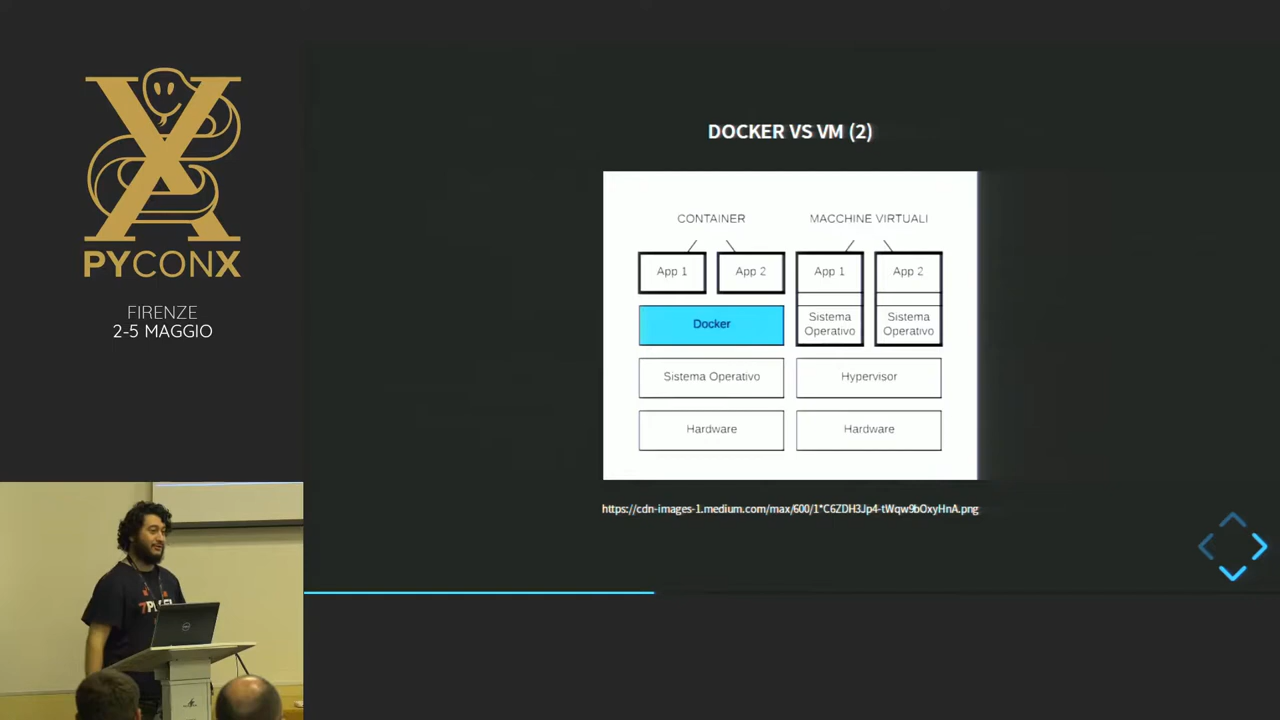 PYCONX
FIRENZE
2-5 MAGGIO
DOCKER VS VM (2)
CONTAINER
MACCHINE VIRTUALI
App 1
App 2
App 1
App 2
Docker
Sistema
Operativo
Sistema
Operativo
Sistema Operativo
Hypervisor
Hardware
Hardware
https://cdn-images-1.medium.com/max/600/1*C6ZDH3Jp4-tWqw9bOxyHnA.png